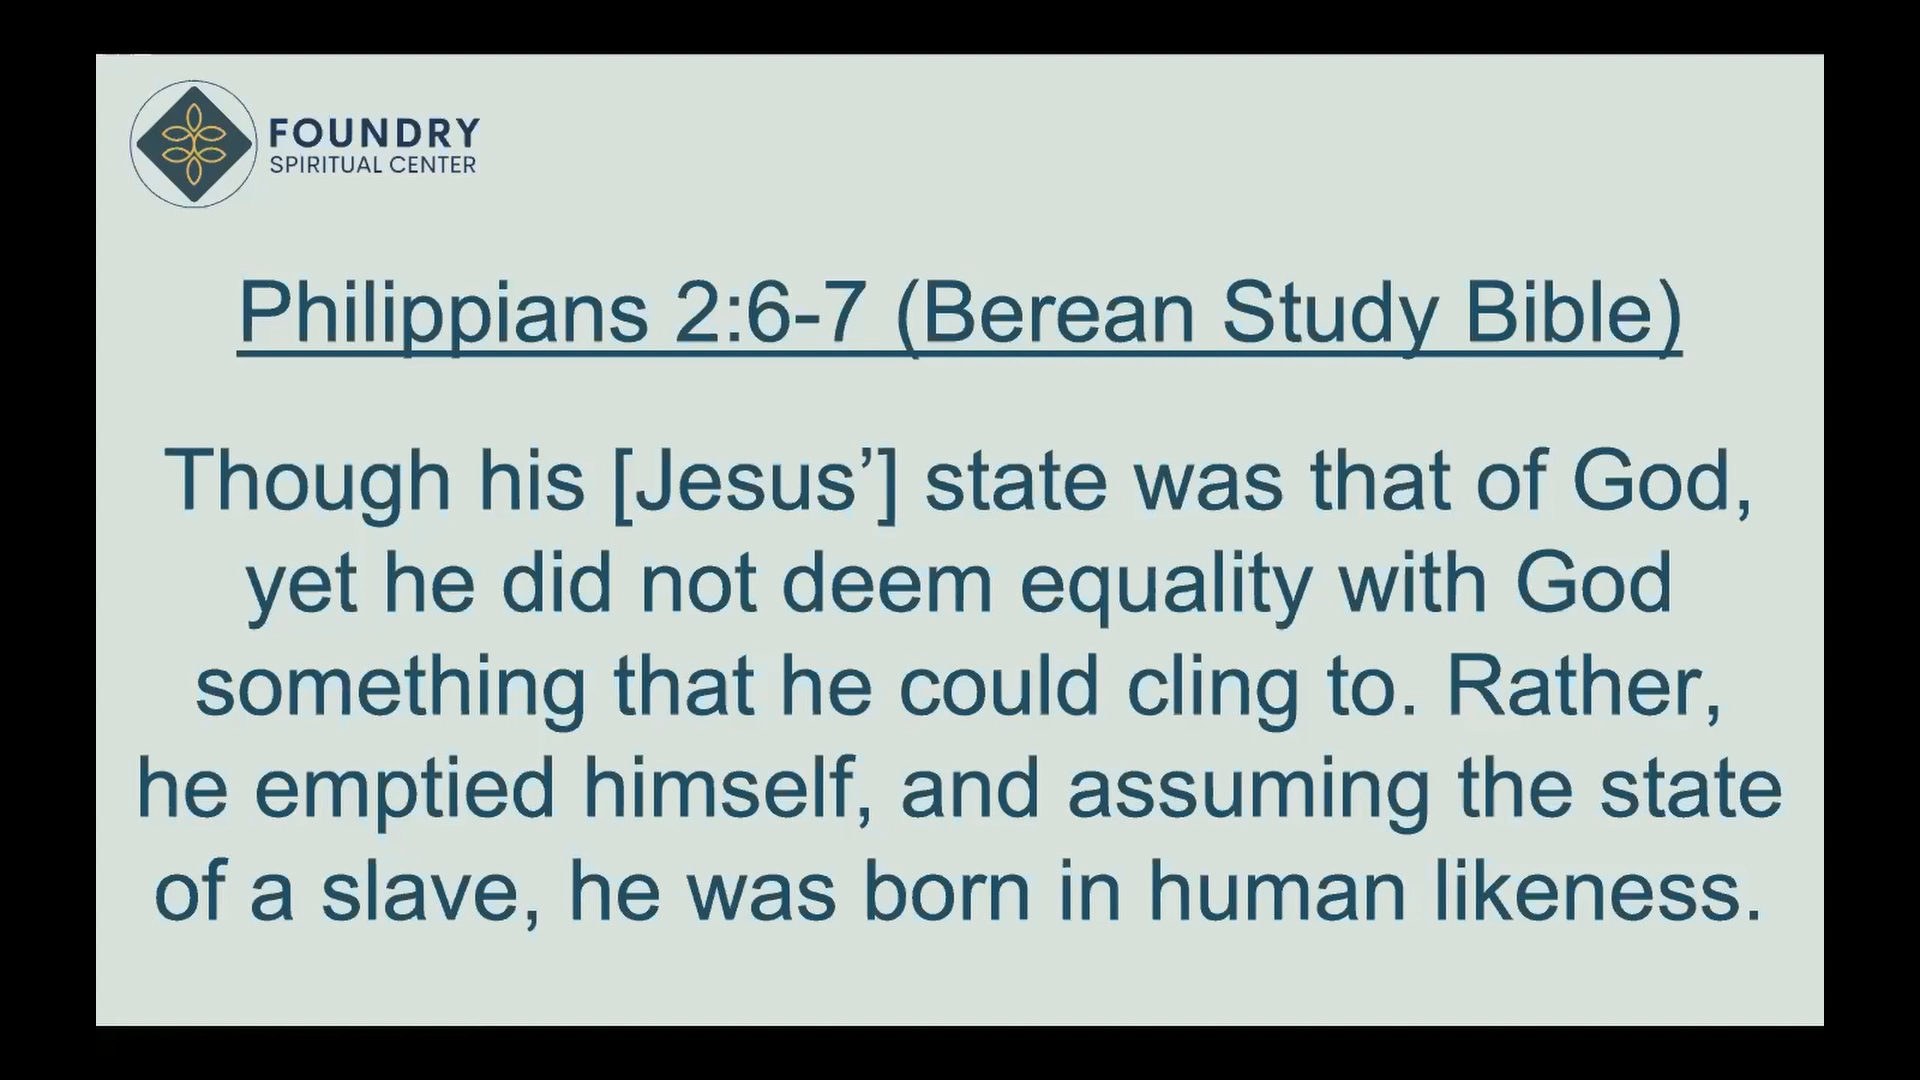 FOUNDRY
SPIRITUAL CENTER
Philippians 2:6-7 (Berean Study Bible)
Though his [Jesus’] state was that of God,
yet he did not deem equality with God
something that he could cling to. Rather,
he emptied himself, and assuming the state
of a slave, he was born in human likeness.